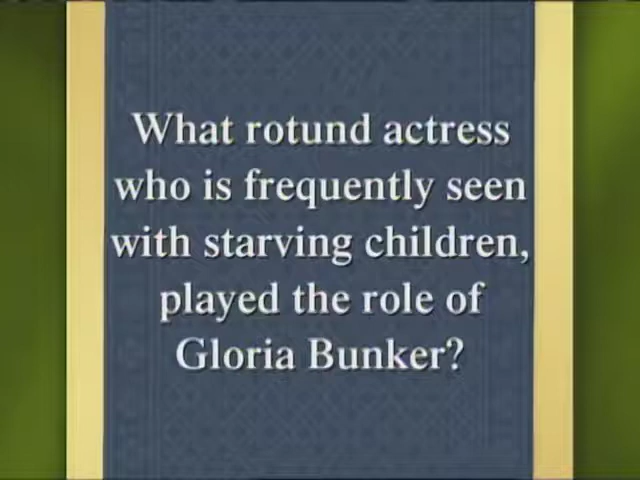 What rotund actress
who is frequently seen
with starving children,
played the role of
Gloria Bunker?